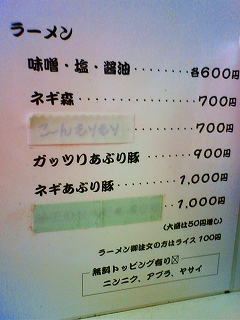 ラーメン
味噌・塩・醤油・・・・・・・・各600円
ネギ森・・・・・・・・・・・・・・700円
・・・・・・・700円
ガッツリあぶり豚・・・・・・900円
ネギあぶり豚・・・・・・・・1,000円
・・1,000円
(大盛は50円増し)
ラーメン御注文の方はライス100円
無料トッピング有り〼
ニンニク、アブラ、ヤサイ